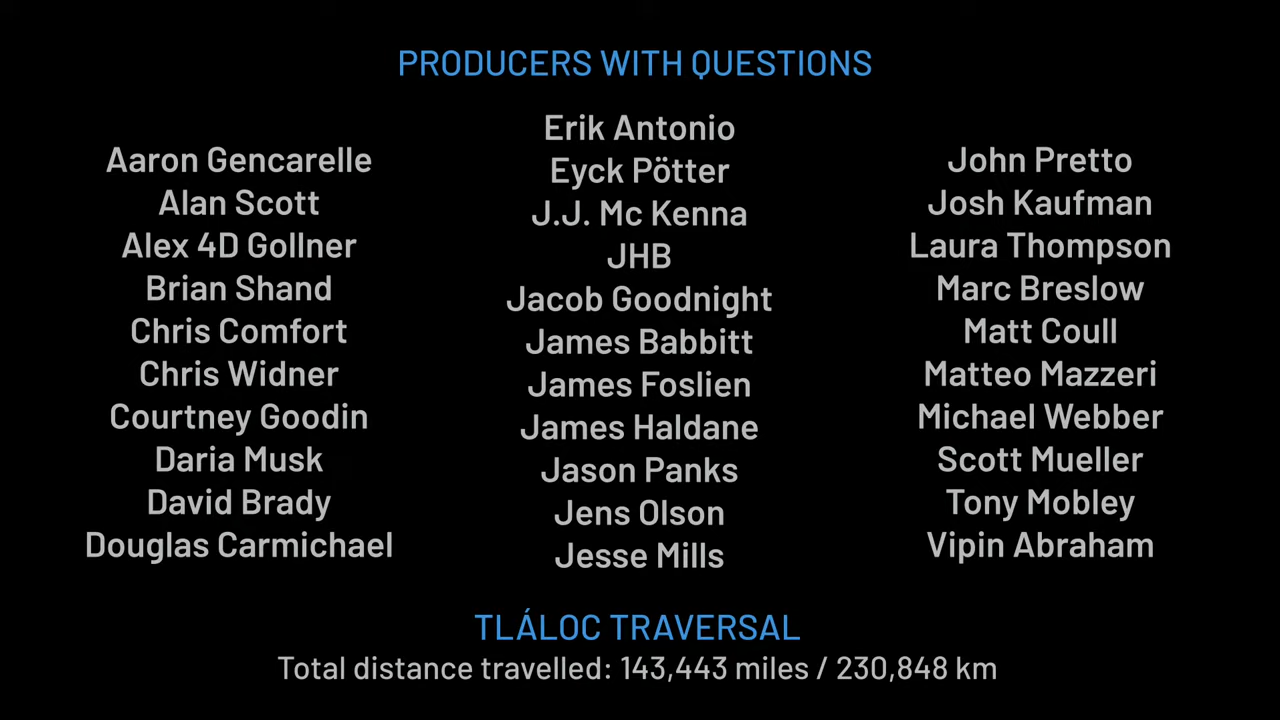 PRODUCERS WITH QUESTIONS
Aaron Gencarelle
Alan Scott
Alex 4D Gollner
Brian Shand
Chris Comfort
Chris Widner
Courtney Goodin
Daria Musk
David Brady
Douglas Carmichael
Erik Antonio
Eyck Pötter
J.J. Mc Kenna
JHB
Jacob Goodnight
James Babbitt
James Foslien
James Haldane
Jason Panks
Jens Olson
Jesse Mills
John Pretto
Josh Kaufman
Laura Thompson
Marc Breslow
Matt Coull
Matteo Mazzeri
Michael Webber
Scott Mueller
Tony Mobley
Vipin Abraham
TLÁLOC TRAVERSAL
Total distance travelled: 143,443 miles / 230,848 km